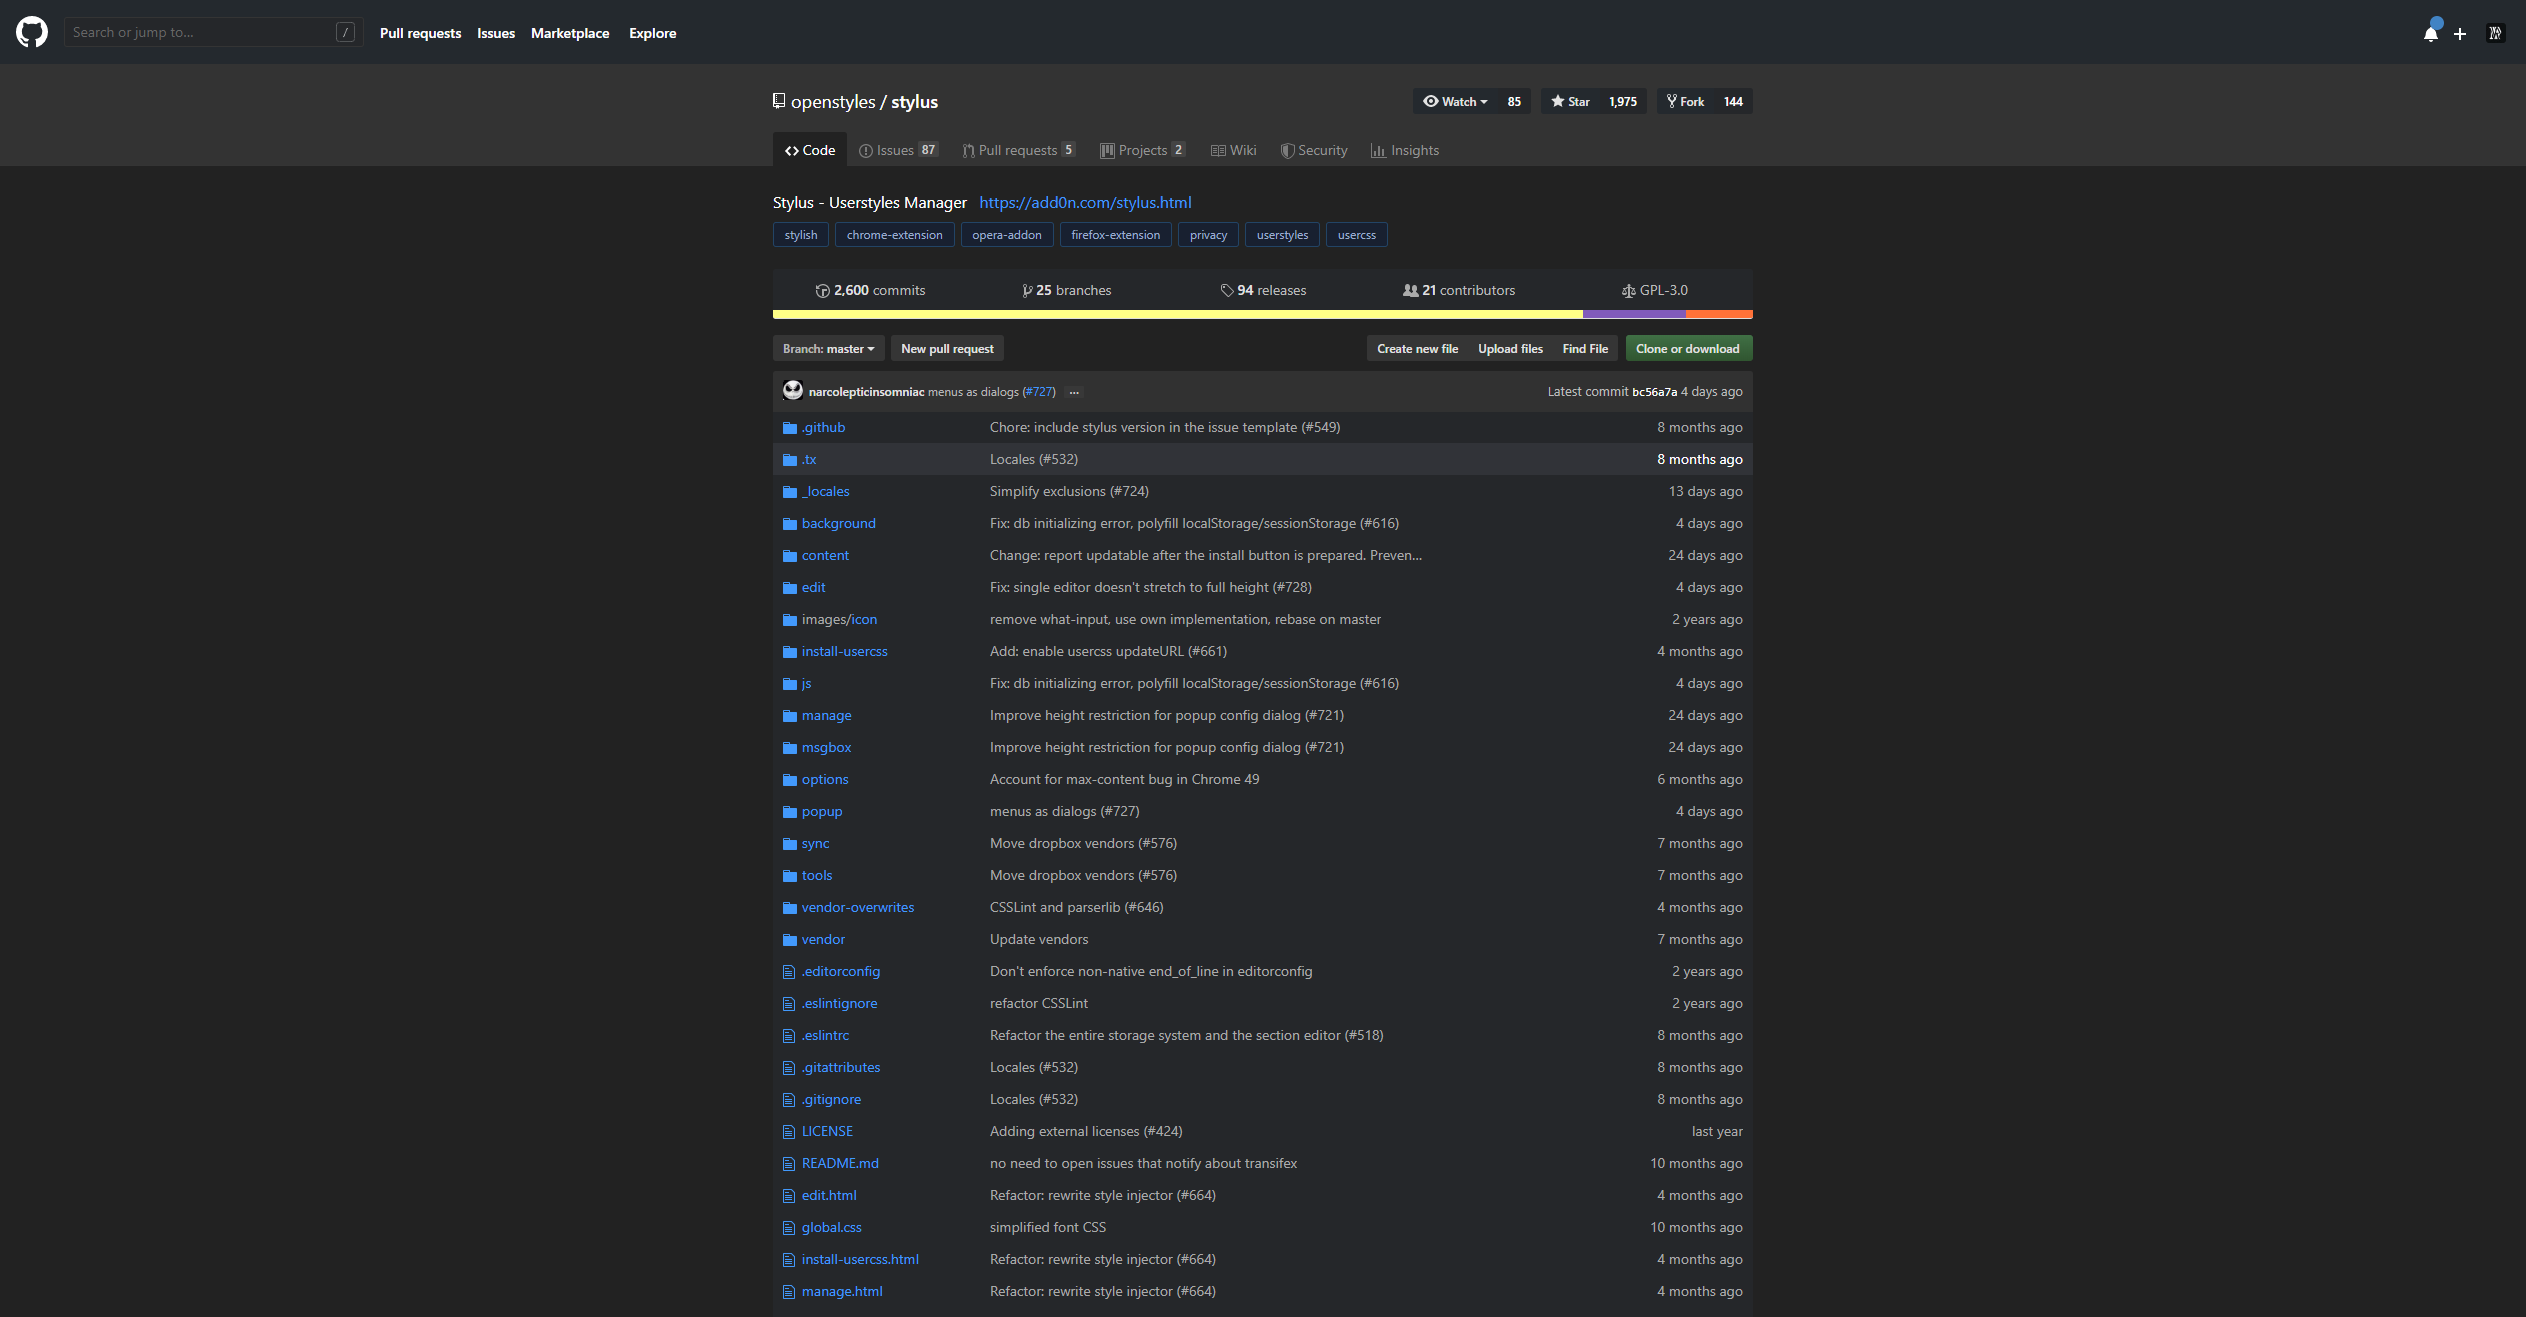 Search or jump to... / Pull requests Issues Marketplace Explore
openstyles / stylus Watch 85 Star 1,975 Fork 144
Code Issues 87 Pull requests 5 Projects 2 Wiki Security Insights
Stylus - Userstyles Manager https://add0n.com/stylus.html
stylish chrome-extension opera-addon firefox-extension privacy userstyles usercss
2,600 commits 25 branches 94 releases 21 contributors GPL-3.0
Branch: master New pull request Create new file Upload files Find File Clone or download
narcolepticinsomniac menus as dialogs (#727) ... Latest commit bc56a7a 4 days ago
.github Chore: include stylus version in the issue template (#549) 8 months ago
.tx Locales (#532) 8 months ago
_locales Simplify exclusions (#724) 13 days ago
background Fix: db initializing error, polyfill localStorage/sessionStorage (#616) 4 days ago
content Change: report updatable after the install button is prepared. Preven... 24 days ago
edit Fix: single editor doesn't stretch to full height (#728) 4 days ago
images/icon remove what-input, use own implementation, rebase on master 2 years ago
install-usercss Add: enable usercss updateURL (#661) 4 months ago
js Fix: db initializing error, polyfill localStorage/sessionStorage (#616) 4 days ago
manage Improve height restriction for popup config dialog (#721) 24 days ago
msgbox Improve height restriction for popup config dialog (#721) 24 days ago
options Account for max-content bug in Chrome 49 6 months ago
popup menus as dialogs (#727) 4 days ago
sync Move dropbox vendors (#576) 7 months ago
tools Move dropbox vendors (#576) 7 months ago
vendor-overwrites CSSLint and parserlib (#646) 4 months ago
vendor Update vendors 7 months ago
.editorconfig Don't enforce non-native end_of_line in editorconfig 2 years ago
.eslintignore refactor CSSLint 2 years ago
.eslintrc Refactor the entire storage system and the section editor (#518) 8 months ago
.gitattributes Locales (#532) 8 months ago
.gitignore Locales (#532) 8 months ago
LICENSE Adding external licenses (#424) last year
README.md no need to open issues that notify about transifex 10 months ago
edit.html Refactor: rewrite style injector (#664) 4 months ago
global.css simplified font CSS 10 months ago
install-usercss.html Refactor: rewrite style injector (#664) 4 months ago
manage.html Refactor: rewrite style injector (#664) 4 months ago